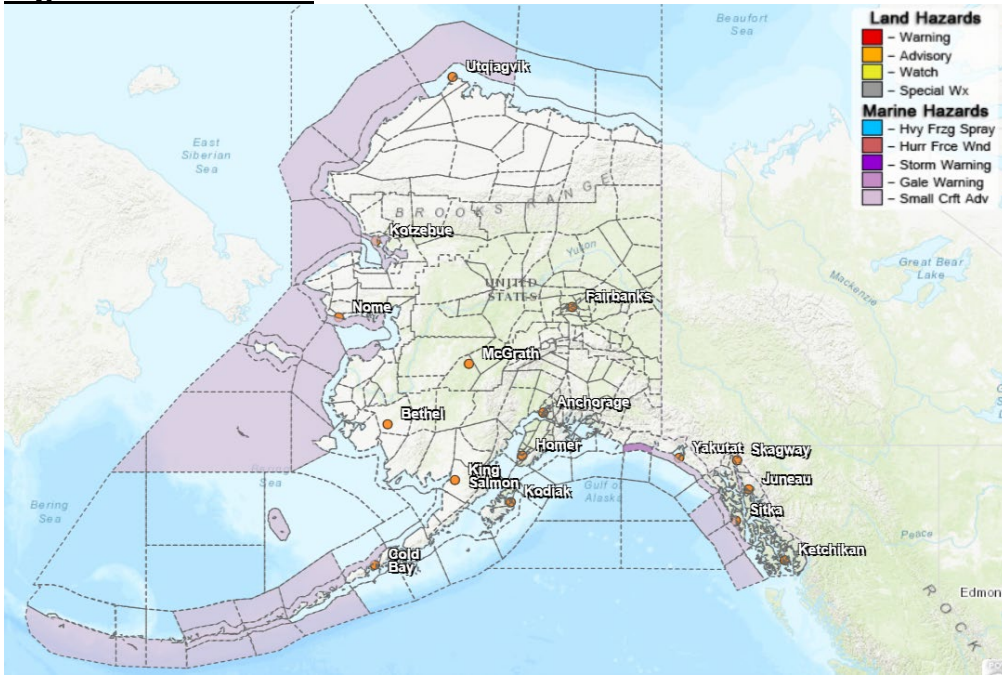 Beaufort
Sea
Land Hazards
- Warning
- Advisory
- Watch
- Special Wx
Marine Hazards
- Hvy Frzg Spray
- Hurr Frce Wnd
- Storm Warning
- Gale Warning
- Small Crft Adv
Utqiagvik
East
Siberian
Sea
BROOKS RANGE
Kotzebue
Yukon
Great Bear
Lake
Mackenzie
UNITED
STATES
Fairbanks
Nome
McGrath
Anchorage
Bethel
Homer
Yakutat
Skagway
King
Salmon
Kodiak
Gulf of
Alaska
Juneau
Sea
Bering
Sea
Sitka
Ketchikan
Peace
Cold
Bay
Edmon
ROCK